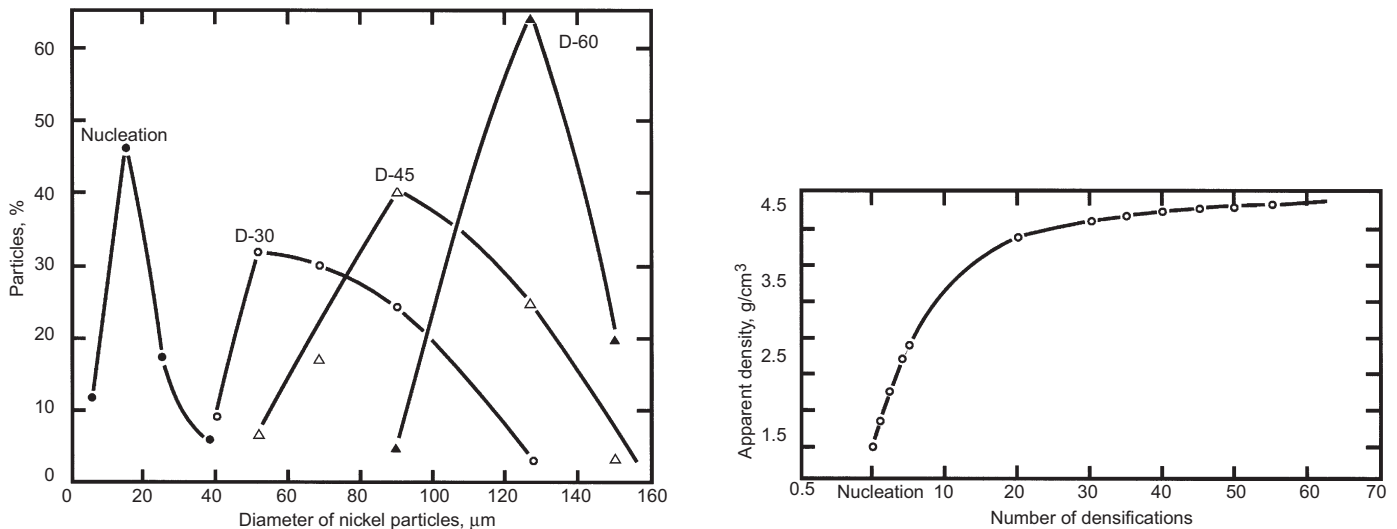 60
D-60
50
Nucleation
40
D-45
30
D-30
20
10
0
Particles, %
0 20 40 60 80 100 120 140 160
Diameter of nickel particles, μm
4.5
3.5
2.5
1.5
Apparent density, g/cm³
0.5 Nucleation 10 20 30 40 50 60 70
Number of densifications